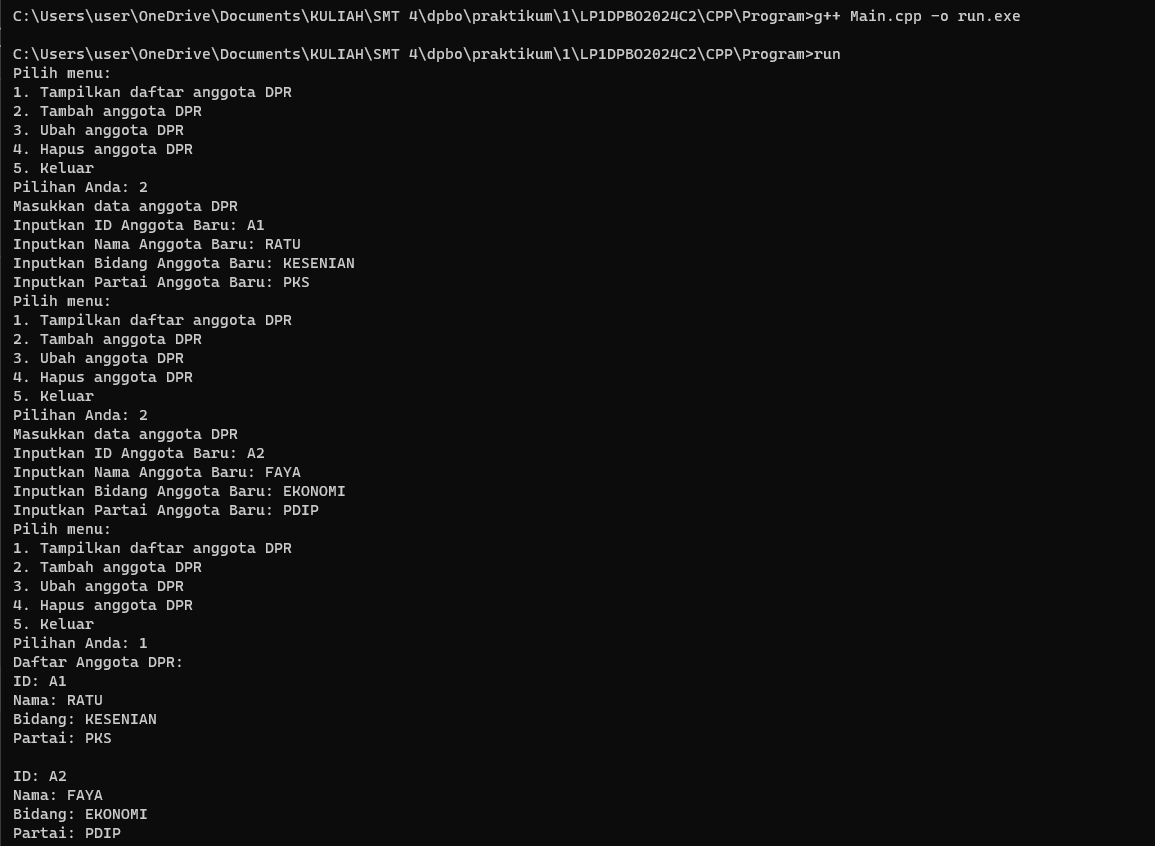 C:\Users\user\OneDrive\Documents\KULIAH\SMT 4\dpbo\praktikum\1\LP1DPBO2024C2\CPP\Program>g++ Main.cpp -o run.exe
C:\Users\user\OneDrive\Documents\KULIAH\SMT 4\dpbo\praktikum\1\LP1DPBO2024C2\CPP\Program>run
Pilih menu:
1. Tampilkan daftar anggota DPR
2. Tambah anggota DPR
3. Ubah anggota DPR
4. Hapus anggota DPR
5. Keluar
Pilihan Anda: 2
Masukkan data anggota DPR
Inputkan ID Anggota Baru: A1
Inputkan Nama Anggota Baru: RATU
Inputkan Bidang Anggota Baru: KESENIAN
Inputkan Partai Anggota Baru: PKS
Pilih menu:
1. Tampilkan daftar anggota DPR
2. Tambah anggota DPR
3. Ubah anggota DPR
4. Hapus anggota DPR
5. Keluar
Pilihan Anda: 2
Masukkan data anggota DPR
Inputkan ID Anggota Baru: A2
Inputkan Nama Anggota Baru: FAYA
Inputkan Bidang Anggota Baru: EKONOMI
Inputkan Partai Anggota Baru: PDIP
Pilih menu:
1. Tampilkan daftar anggota DPR
2. Tambah anggota DPR
3. Ubah anggota DPR
4. Hapus anggota DPR
5. Keluar
Pilihan Anda: 1
Daftar Anggota DPR:
ID: A1
Nama: RATU
Bidang: KESENIAN
Partai: PKS
ID: A2
Nama: FAYA
Bidang: EKONOMI
Partai: PDIP